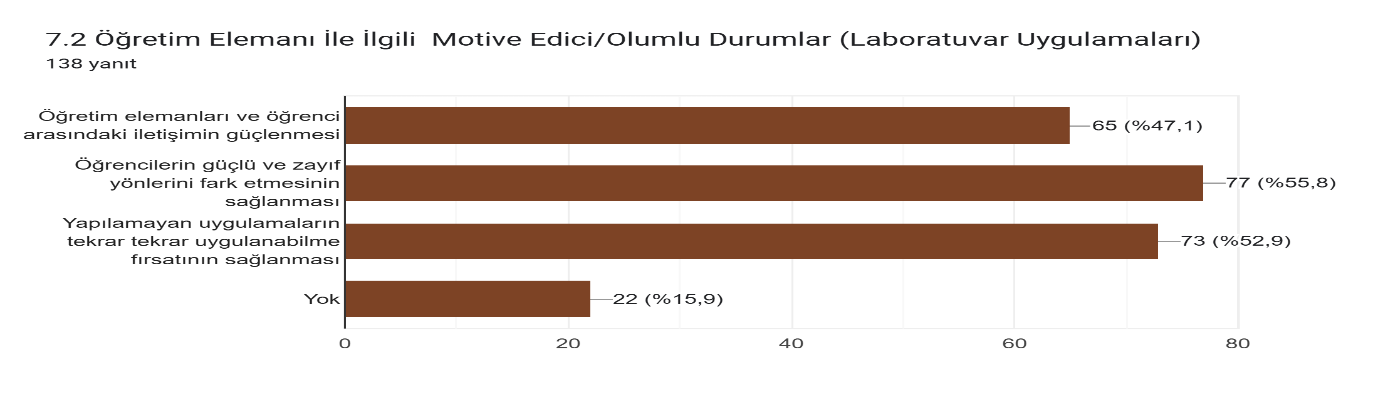 7.2 Öğretim Elemanı İle İlgili  Motive Edici/Olumlu Durumlar (Laboratuvar Uygulamaları)
138 yanıt
Öğretim elemanları ve öğrenci
arasındaki iletişimin güçlenmesi
65 (%47,1)
Öğrencilerin güçlü ve zayıf
yönlerini fark etmesinin
sağlanması
77 (%55,8)
Yapılamayan uygulamaların
tekrar tekrar uygulanabilme
fırsatının sağlanması
73 (%52,9)
Yok
22 (%15,9)
0 20 40 60 80